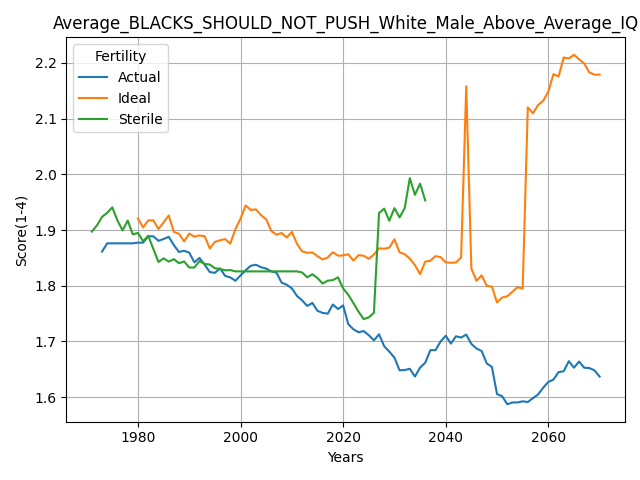 Average_BLACKS_SHOULD_NOT_PUSH_White_Male_Above_Average_IQ
Fertility
Actual
Ideal
Sterile
Score(1-4)
2.2
2.1
2.0
1.9
1.8
1.7
1.6
1980
2000
2020
2040
2060
Years